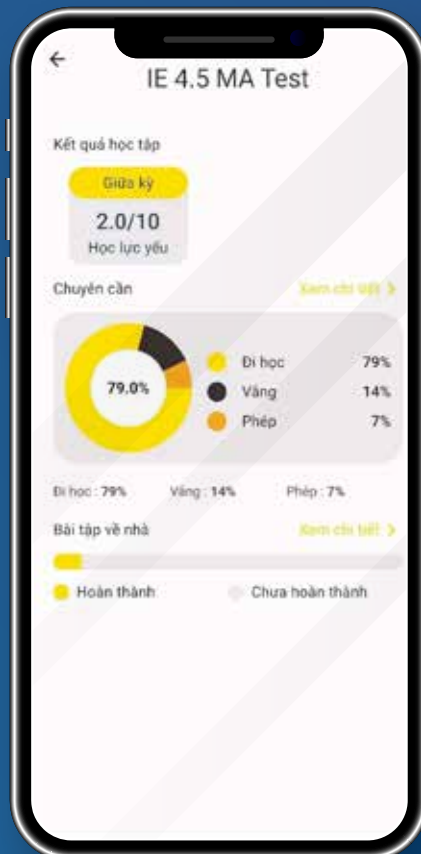 IE 4.5 MA Test
Kết quả học tập
Giữa kỳ
2.0/10
Học lực yếu
Chuyên cần
Xem chi tiết
79.0%
Đi học 79%
Vắng 14%
Phép 7%
Đi học : 79% Vắng : 14% Phép : 7%
Bài tập về nhà
Xem chi tiết
Hoàn thành Chưa hoàn thành